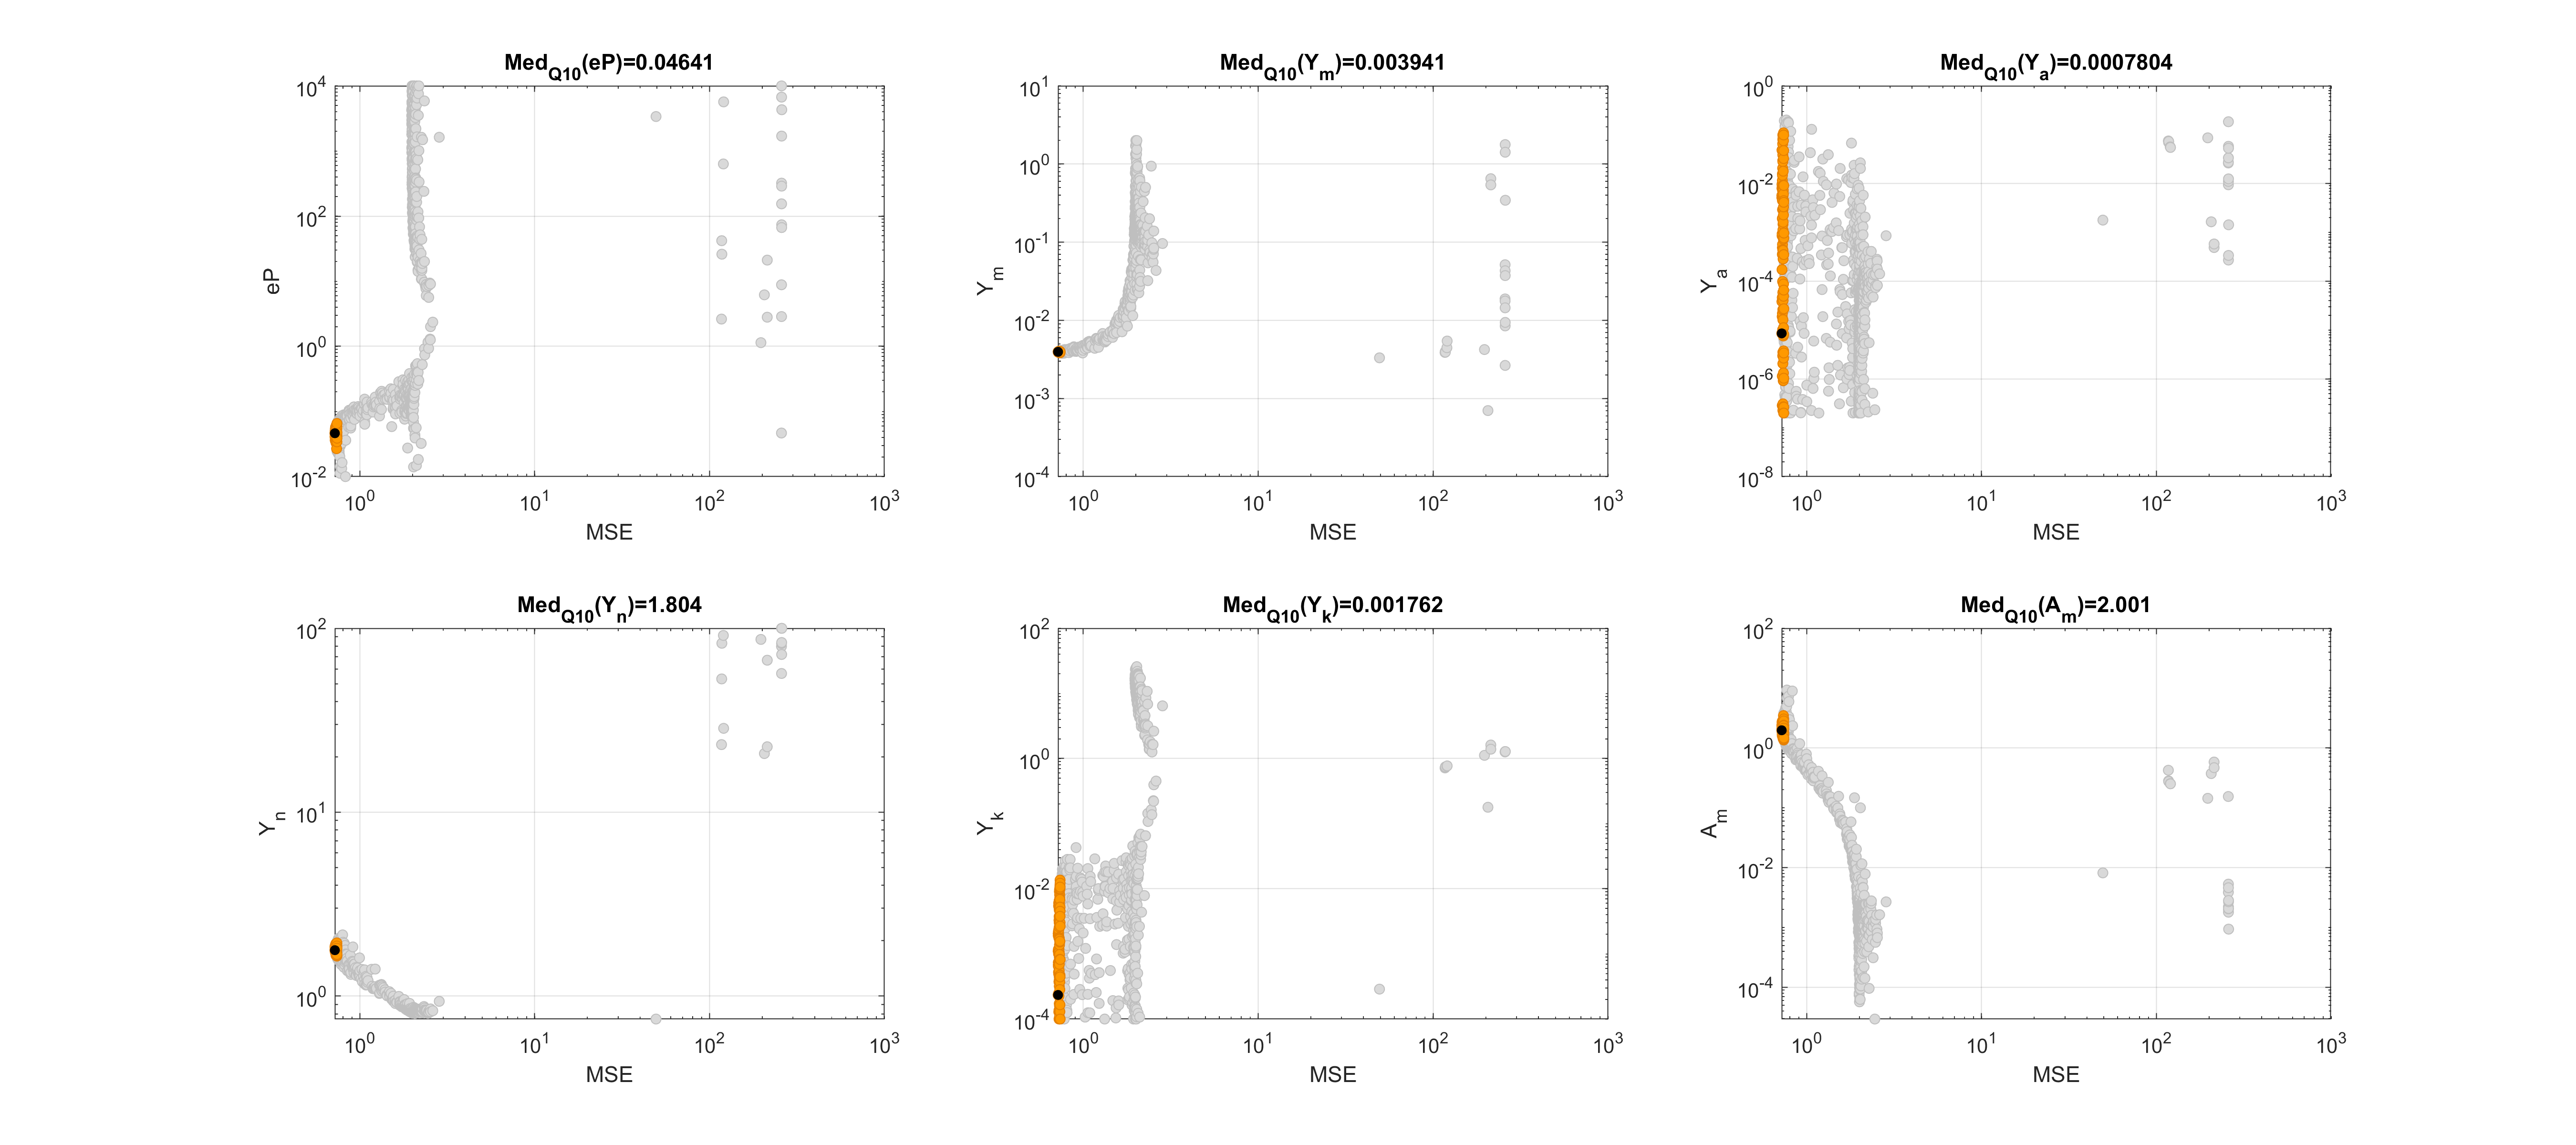 Med_Q10(eP)=0.04641
10^4
10^2
10^0
10^-2
eP
10^0 10^1 10^2 10^3
MSE
Med_Q10(Y_m)=0.003941
10^1
10^0
10^-1
10^-2
10^-3
10^-4
Y_m
10^0 10^1 10^2 10^3
MSE
Med_Q10(Y_a)=0.0007804
10^0
10^-2
10^-4
10^-6
10^-8
Y_a
10^0 10^1 10^2 10^3
MSE
Med_Q10(Y_n)=1.804
10^2
10^1
10^0
Y_n
10^0 10^1 10^2 10^3
MSE
Med_Q10(Y_k)=0.001762
10^2
10^0
10^-2
10^-4
Y_k
10^0 10^1 10^2 10^3
MSE
Med_Q10(A_m)=2.001
10^2
10^0
10^-2
10^-4
A_m
10^0 10^1 10^2 10^3
MSE